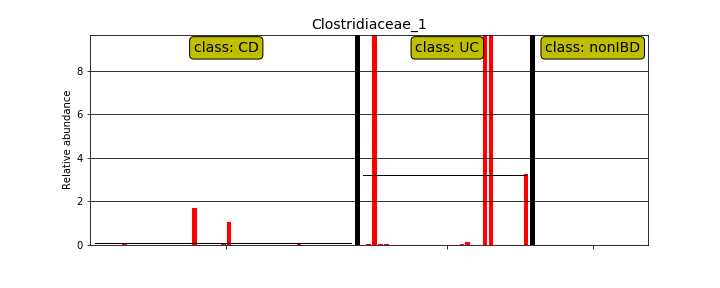 Clostridiaceae_1
class: CD
class: UC
class: nonIBD
Relative abundance
8
6
4
2
0